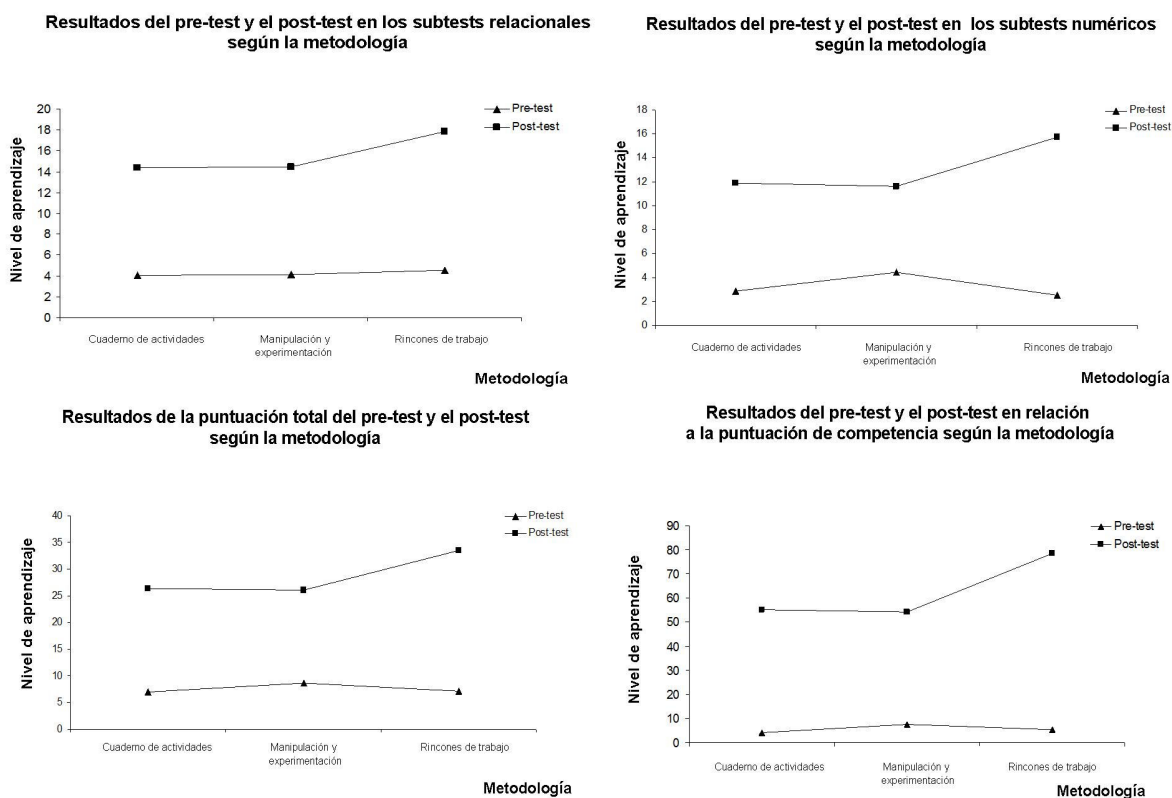 Resultados del pre-test y el post-test en los subtests relacionales
según la metodología
Pre-test
Post-test
Nivel de aprendizaje
20
18
16
14
12
10
8
6
4
2
0
Cuaderno de actividades
Manipulación y
experimentación
Rincones de trabajo
Metodología
Resultados del pre-test y el post-test en los subtests numéricos
según la metodología
Pre-test
Post-test
Nivel de aprendizaje
18
16
14
12
10
8
6
4
2
0
Cuaderno de actividades
Manipulación y
experimentación
Rincones de trabajo
Metodología
Resultados de la puntuación total del pre-test y el post-test
según la metodología
Pre-test
Post-test
Nivel de aprendizaje
40
35
30
25
20
15
10
5
0
Cuaderno de actividades
Manipulación y
experimentación
Rincones de trabajo
Metodología
Resultados del pre-test y el post-test en relación
a la puntuación de competencia según la metodología
Pre-test
Post-test
Nivel de aprendizaje
90
80
70
60
50
40
30
20
10
0
Cuaderno de actividades
Manipulación y
experimentación
Rincones de trabajo
Metodología